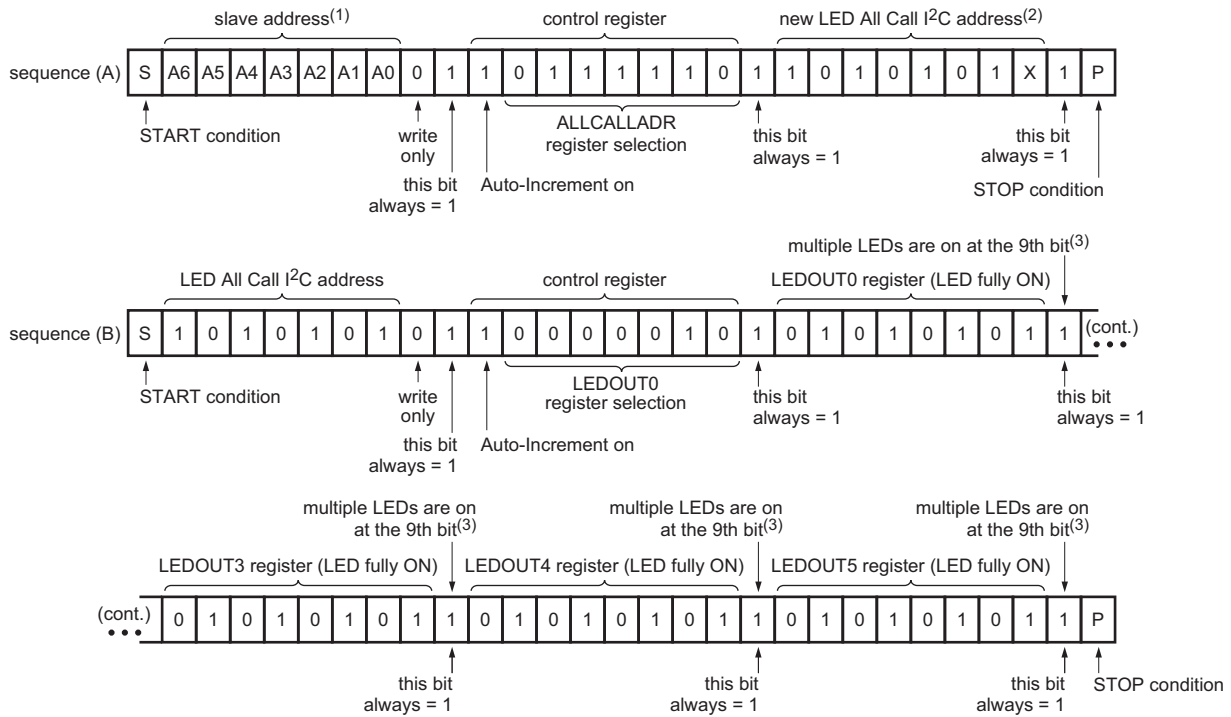 slave address(1)
control register
new LED All Call I2C address(2)
sequence (A) S A6 A5 A4 A3 A2 A1 A0 0 1 1 0 1 1 1 1 1 0 1 1 0 1 0 1 0 1 X 1 P
START condition
write
only
this bit
always = 1
Auto-Increment on
ALLCALLADR
register selection
this bit
always = 1
this bit
always = 1
STOP condition
multiple LEDs are on at the 9th bit(3)
LED All Call I2C address
control register
LEDOUT0 register (LED fully ON)
sequence (B) S 1 0 1 0 1 0 1 0 1 1 0 0 0 0 0 1 0 1 0 1 0 1 0 1 0 1 1 (cont.)
START condition
write
only
this bit
always = 1
Auto-Increment on
LEDOUT0
register selection
this bit
always = 1
this bit
always = 1
multiple LEDs are on
at the 9th bit(3)
multiple LEDs are on
at the 9th bit(3)
multiple LEDs are on
at the 9th bit(3)
LEDOUT3 register (LED fully ON)
LEDOUT4 register (LED fully ON)
LEDOUT5 register (LED fully ON)
(cont.) 0 1 0 1 0 1 0 1 1 0 1 0 1 0 1 0 1 1 0 1 0 1 0 1 0 1 1 P
this bit
always = 1
this bit
always = 1
this bit
always = 1
STOP condition